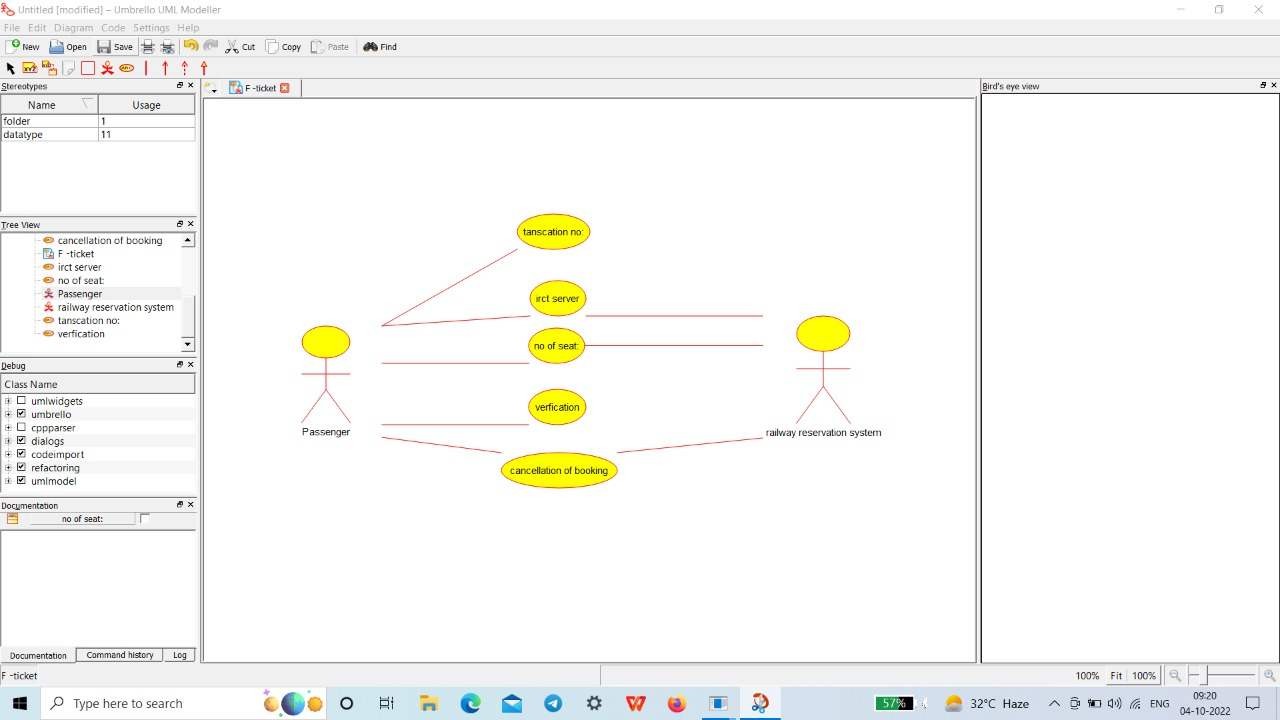 Untitled [modified] – Umbrello UML Modeller
File Edit Diagram Code Settings Help
New Open Save Cut Copy Paste Find
Stereotypes
Name Usage
folder 1
datatype 11
Tree View
cancellation of booking
F -ticket
irct server
no of seat:
Passenger
railway reservation system
tanscation no:
verfication
Debug
Class Name
umlwidgets
umbrello
cppparser
dialogs
codeimport
refactoring
umlmodel
Documentation
no of seat:
Documentation Command history Log
F -ticket
F -ticket
tanscation no:
irct server
no of seat:
verfication
Passenger
railway reservation system
cancellation of booking
Bird's eye view
100% Fit 100%
Type here to search
57%
32°C Haze
ENG
09:20
04-10-2022